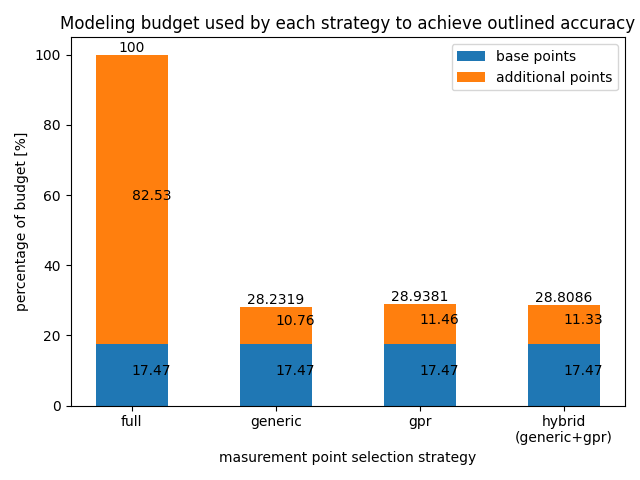 Modeling budget used by each strategy to achieve outlined accuracy
base points
additional points
percentage of budget [%]
100
80
60
40
20
0
100
82.53
17.47
28.2319
10.76
17.47
28.9381
11.46
17.47
28.8086
11.33
17.47
full
generic
gpr
hybrid
(generic+gpr)
masurement point selection strategy